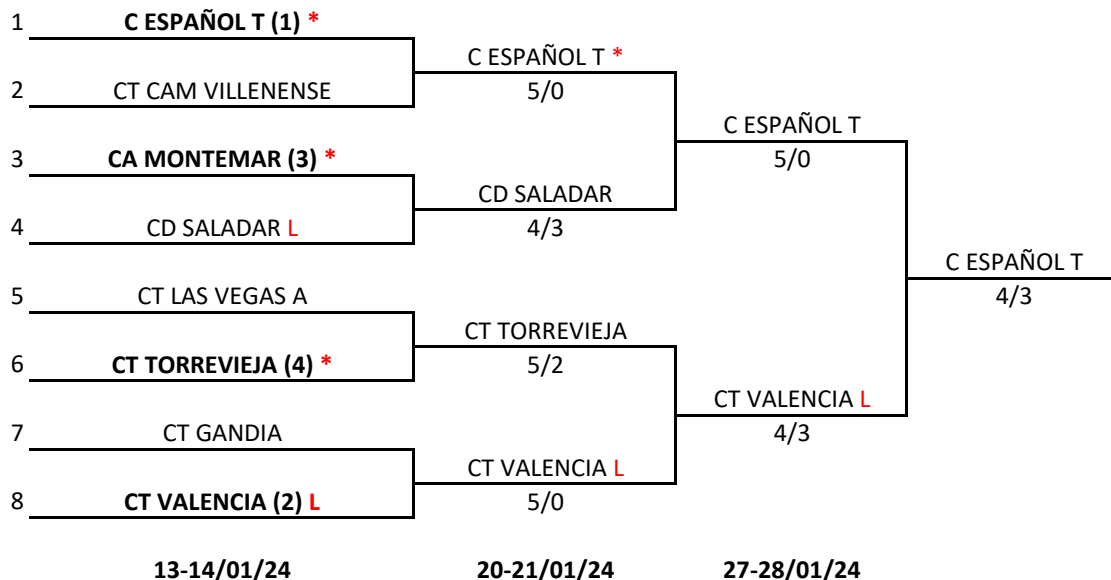 1 C ESPAÑOL T (1) *
C ESPAÑOL T *
2 CT CAM VILLENENSE
5/0
C ESPAÑOL T
3 CA MONTEMAR (3) *
5/0
CD SALADAR
4 CD SALADAR L
4/3
C ESPAÑOL T
5 CT LAS VEGAS A
4/3
CT TORREVIEJA
6 CT TORREVIEJA (4) *
5/2
CT VALENCIA L
7 CT GANDIA
4/3
CT VALENCIA L
8 CT VALENCIA (2) L
5/0
13-14/01/24 20-21/01/24 27-28/01/24